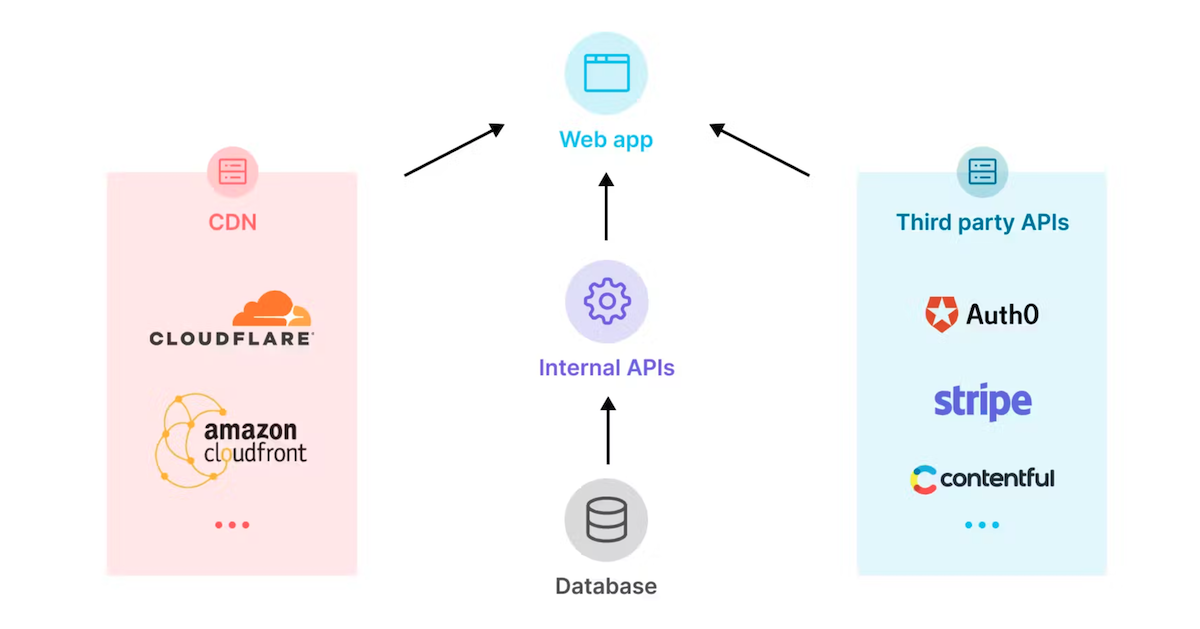 Web app
CDN
CLOUDFLARE
amazon
cloudfront
Internal APIs
Database
Third party APIs
Auth0
stripe
contentful